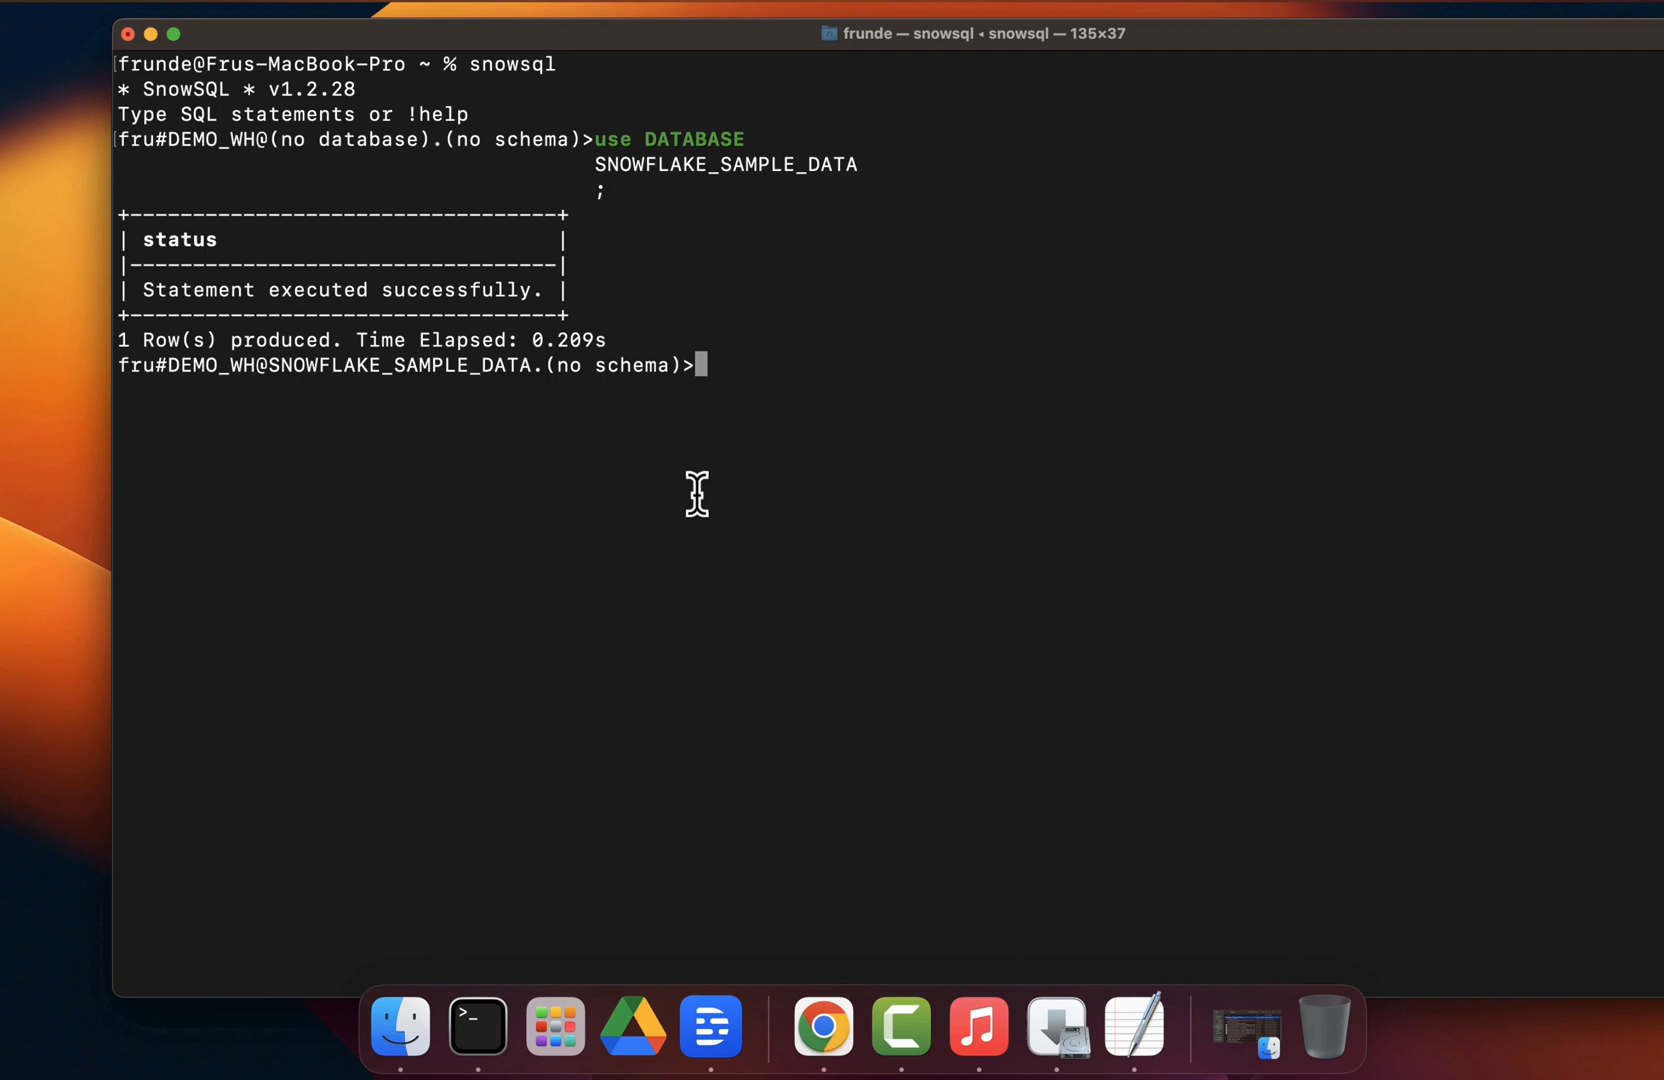 frunde — snowsql ◂ snowsql — 135×37
frunde@Frus-MacBook-Pro ~ % snowsql
* SnowSQL * v1.2.28
Type SQL statements or !help
fru#DEMO_WH@(no database).(no schema)>use DATABASE
SNOWFLAKE_SAMPLE_DATA
;
+----------------------------------+
| status                           |
|----------------------------------|
| Statement executed successfully. |
+----------------------------------+
1 Row(s) produced. Time Elapsed: 0.209s
fru#DEMO_WH@SNOWFLAKE_SAMPLE_DATA.(no schema)>
>_